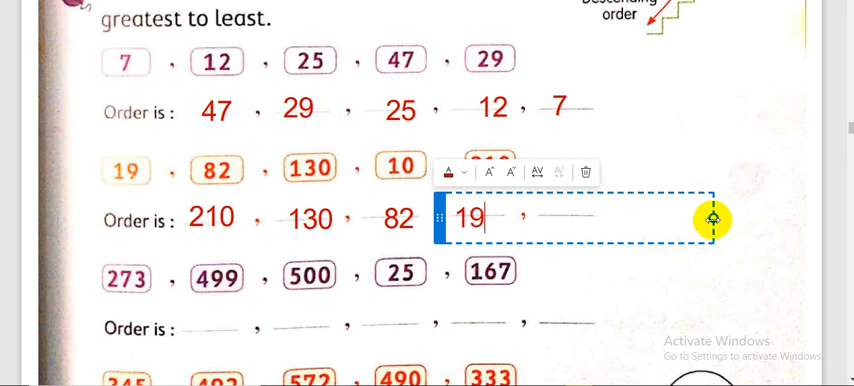 greatest to least.
order
7 , 12 , 25 , 47 , 29
Order is : 47 , 29 , 25 , 12 , 7
19 , 82 , 130 , 10
Order is : 210 , 130 , 82 19 ,
273 , 499 , 500 , 25 , 167
Order is : , , , ,
Activate Windows
Go to Settings to activate Windows.
572 , 490 , 333